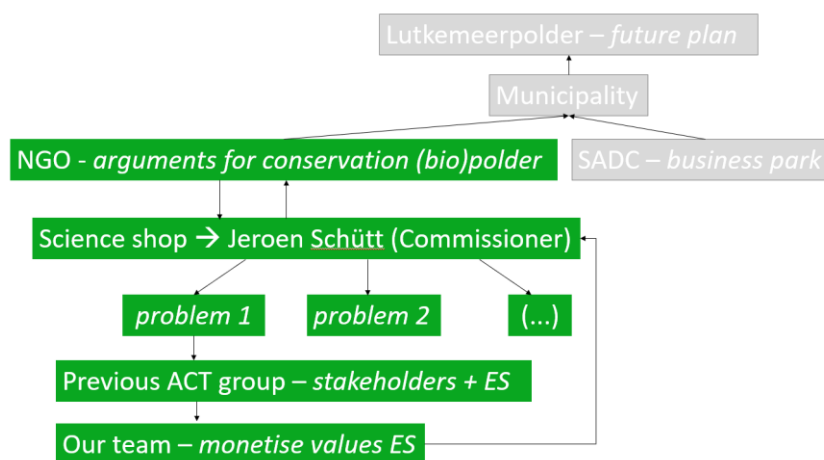 Lutkemeerpolder – future plan
Municipality
NGO - arguments for conservation (bio)polder
SADC – business park
Science shop → Jeroen Schütt (Commissioner)
problem 1
problem 2
(...)
Previous ACT group – stakeholders + ES
Our team – monetise values ES